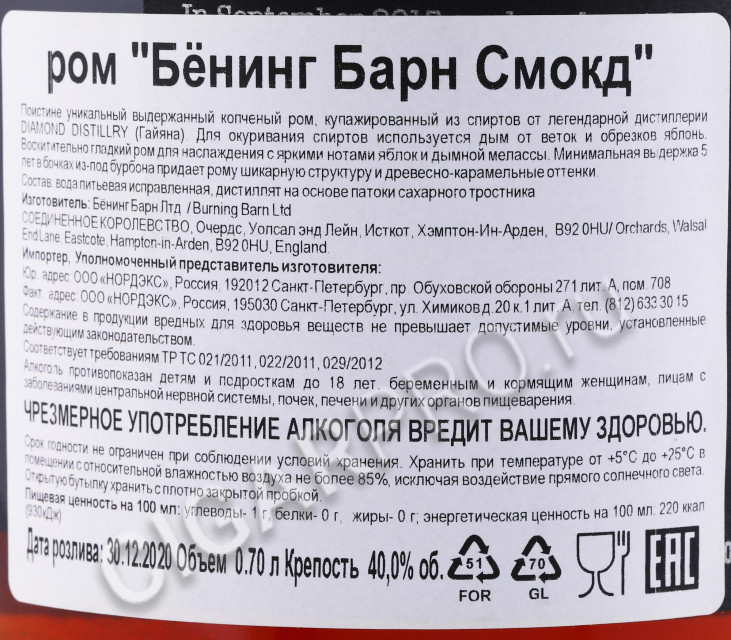 In September 2017
ром "Бёнинг Барн Смокд"
Поистине уникальный выдержанный копченый ром, купажированный из спиртов от легендарной дистиллерии
DIAMOND DISTILLRY (Гайяна). Для окуривания спиртов используется дым от веток и обрезков яблонь.
Восхитительно гладкий ром для наслаждения с яркими нотами яблок и дымной мелассы. Минимальная выдержка 5
лет в бочках из-под бурбона придает рому шикарную структуру и древесно-карамельные оттенки.
Состав: вода питьевая исправленная, дистиллят на основе патоки сахарного тростника
Изготовитель: Бёнинг Барн Лтд / Burning Barn Ltd
СОЕДИНЕННОЕ КОРОЛЕВСТВО, Очердс, Уолсал энд Лейн, Исткот, Хэмптон-Ин-Арден, B92 0HU/ Orchards, Walsal
End Lane, Eastcote, Hampton-in-Arden, B92 0HU, England.
Импортер, Уполномоченный представитель изготовителя:
Юр. адрес: ООО «НОРДЭКС», Россия, 192012 Санкт-Петербург, пр. Обуховской обороны 271 лит. А, пом. 708
Факт. адрес: ООО «НОРДЭКС», Россия, 195030 Санкт-Петербург, ул. Химиков д. 20 к.1 лит. А, тел. (812) 633 30 15
Содержание в продукции вредных для здоровья веществ не превышает допустимые уровни, установленные
действующим законодательством.
Соответствует требованиям ТР ТС 021/2011, 022/2011, 029/2012
Алкоголь противопоказан детям и подросткам до 18 лет, беременным и кормящим женщинам, лицам с
заболеваниями центральной нервной системы, почек, печени и других органов пищеварения.
ЧРЕЗМЕРНОЕ УПОТРЕБЛЕНИЕ АЛКОГОЛЯ ВРЕДИТ ВАШЕМУ ЗДОРОВЬЮ.
Срок годности не ограничен при соблюдении условий хранения. Хранить при температуре от +5°С до +25°С в
помещении с относительной влажностью воздуха не более 85%, исключая воздействие прямого солнечного света.
Открытую бутылку хранить с плотно закрытой пробкой.
Пищевая ценность на 100 мл: углеводы- 1 г, белки- 0 г, жиры- 0 г; энергетическая ценность на 100 мл: 220 ккал
(930кДж)
Дата розлива: 30.12.2020 Объем 0.70 л Крепость 40,0% об.
51
FOR
70
GL
EAC
CIGARPRO.ru